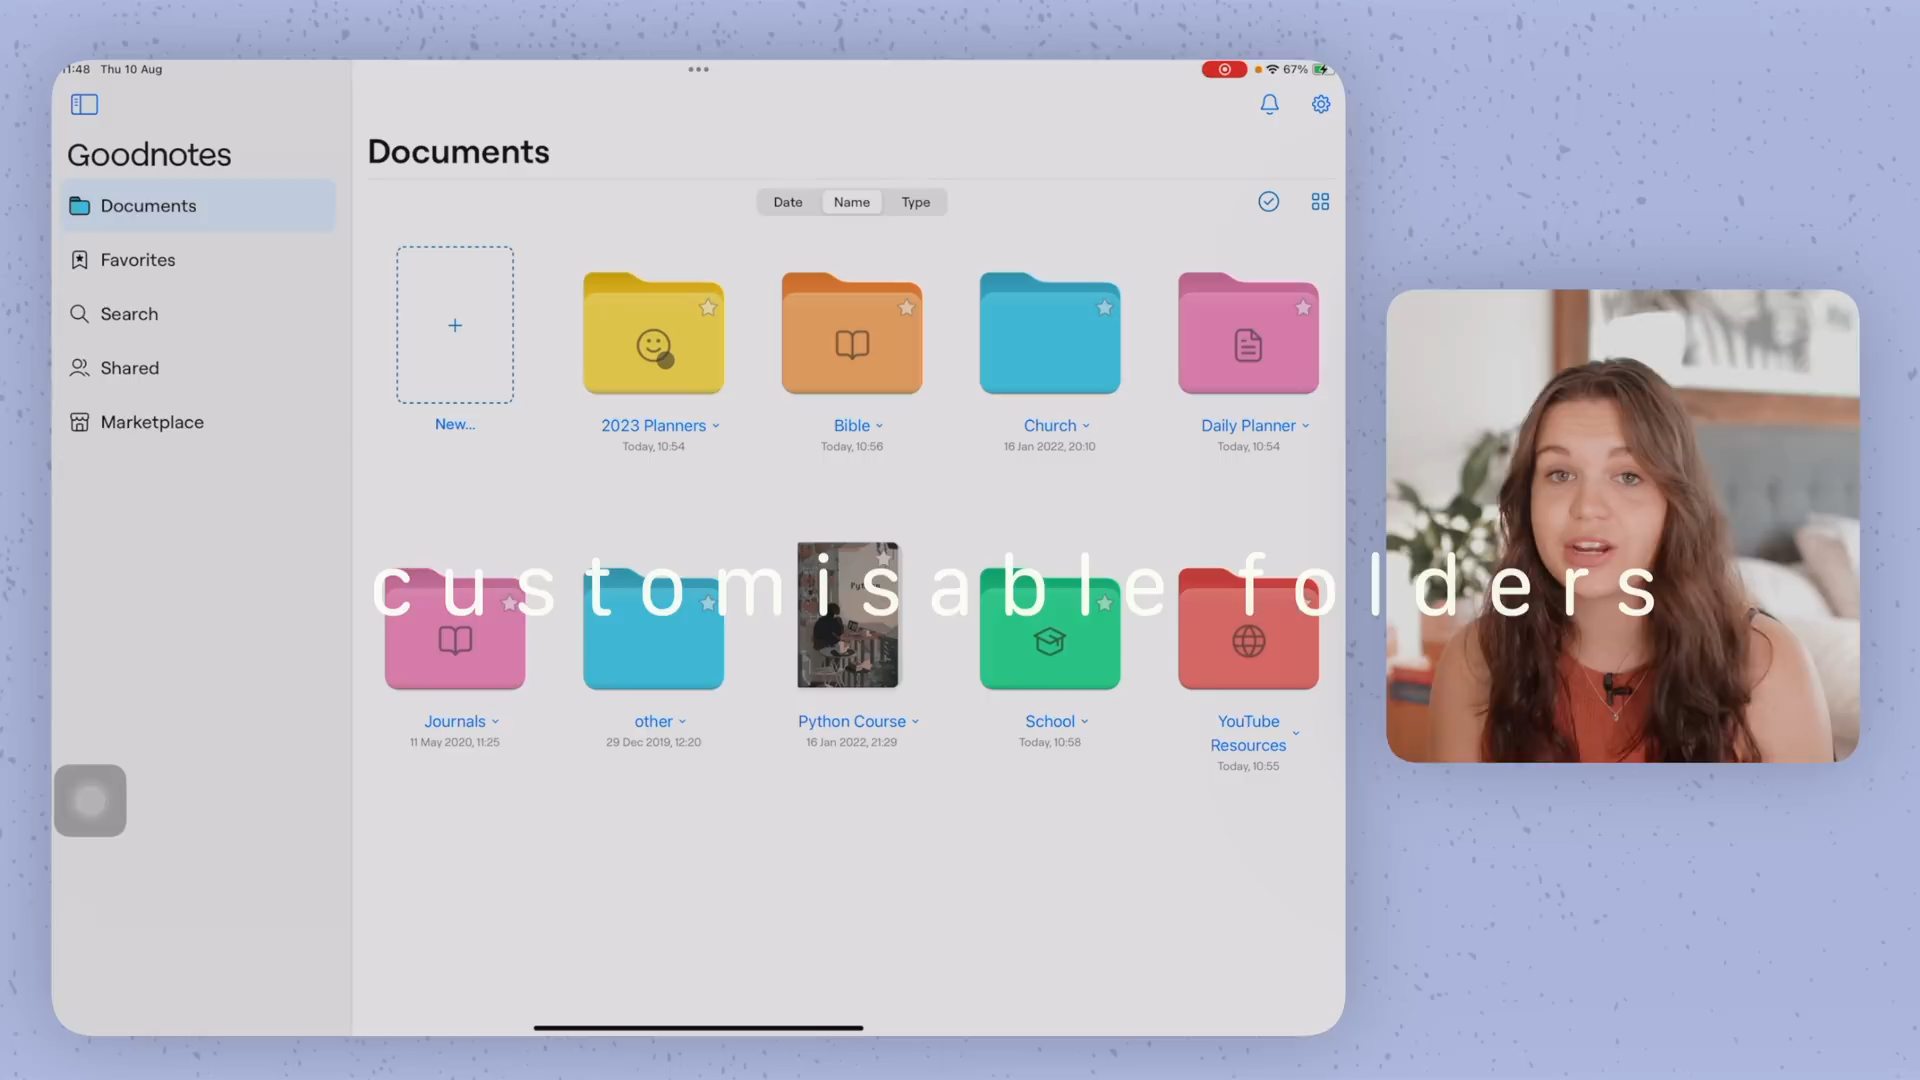 11:48 Thu 10 Aug
67%
Goodnotes
Documents
Favorites
Search
Shared
Marketplace
Documents
Date Name Type
New...
2023 Planners
Today, 10:54
Bible
Today, 10:56
Church
16 Jan 2022, 20:10
Daily Planner
Today, 10:54
customisable folders
Journals
11 May 2020, 11:25
other
29 Dec 2019, 12:20
Python Course
16 Jan 2022, 21:29
School
Today, 10:58
YouTube
Resources
Today, 10:55